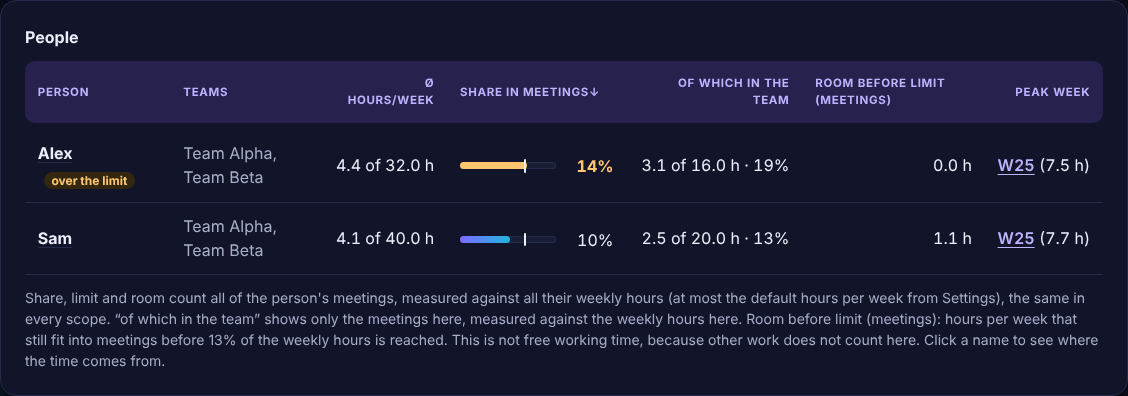 People
PERSON
TEAMS
Ø HOURS/WEEK
SHARE IN MEETINGS↓
OF WHICH IN THE TEAM
ROOM BEFORE LIMIT (MEETINGS)
PEAK WEEK
Alex
over the limit
Team Alpha,
Team Beta
4.4 of 32.0 h
14%
3.1 of 16.0 h · 19%
0.0 h
W25 (7.5 h)
Sam
Team Alpha,
Team Beta
4.1 of 40.0 h
10%
2.5 of 20.0 h · 13%
1.1 h
W25 (7.7 h)
Share, limit and room count all of the person's meetings, measured against all their weekly hours (at most the default hours per week from Settings), the same in
every scope. “of which in the team” shows only the meetings here, measured against the weekly hours here. Room before limit (meetings): hours per week that
still fit into meetings before 13% of the weekly hours is reached. This is not free working time, because other work does not count here. Click a name to see where
the time comes from.